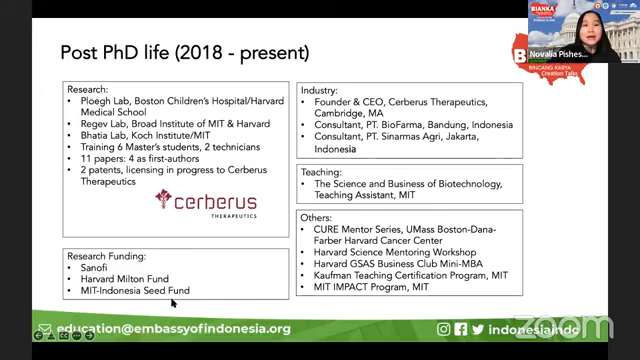 Post PhD life (2018 - present)
BIANKA
BINCANG KARYA
Creation Talks
Novalia Pishes...
Research:
• Ploegh Lab, Boston Children's Hospital/Harvard
Medical School
• Regev Lab, Broad Institute of MIT & Harvard
• Bhatia Lab, Koch Institute/MIT
• Training 6 Master's students, 2 technicians
• 11 papers: 4 as first-authors
• 2 patents, licensing in progress to Cerberus
Therapeutics
cerberus
THERAPEUTICS
Research Funding:
• Sanofi
• Harvard Milton Fund
• MIT-Indonesia Seed Fund
Industry:
• Founder & CEO, Cerberus Therapeutics,
Cambridge, MA
• Consultant, PT. BioFarma, Bandung, Indonesia
• Consultant, PT. Sinarmas Agri, Jakarta,
Indonesia
Teaching:
• The Science and Business of Biotechnology,
Teaching Assistant, MIT
Others:
• CURE Mentor Series, UMass Boston-Dana-
Farber Harvard Cancer Center
• Harvard Science Mentoring Workshop
• Harvard GSAS Business Club Mini-MBA
• Kaufman Teaching Certification Program, MIT
• MIT IMPACT Program, MIT
education@embassyofindonesia.org
indonesiaindc
zoom